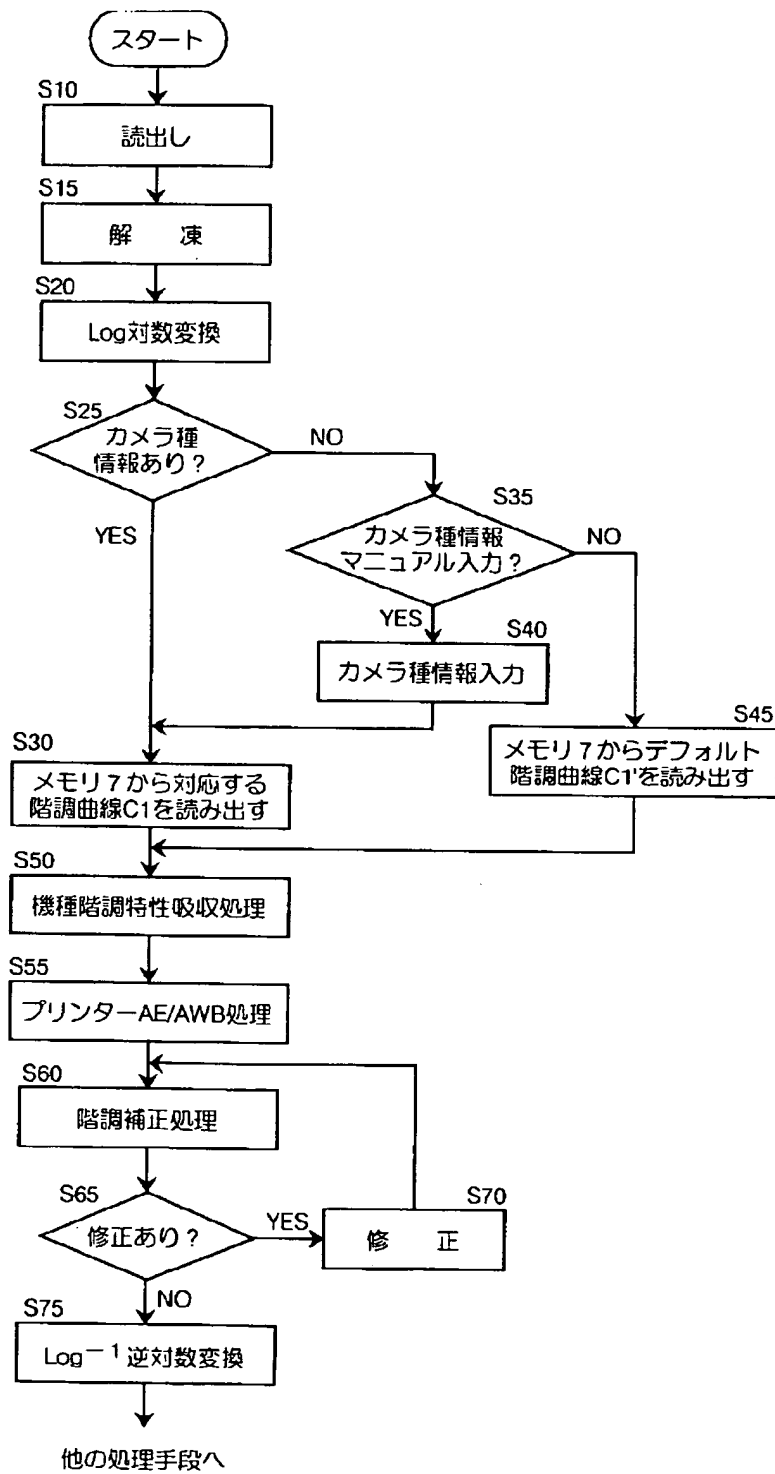 スタート
S10
読出し
S15
解　凍
S20
Log対数変換
S25
カメラ種
情報あり？
NO
YES
S35
カメラ種情報
マニュアル入力？
NO
YES
S40
カメラ種情報入力
S45
メモリ７からデフォルト
階調曲線C1'を読み出す
S30
メモリ７から対応する
階調曲線C1を読み出す
S50
機種階調特性吸収処理
S55
プリンターAE/AWB処理
S60
階調補正処理
S65
修正あり？
YES
S70
修　正
NO
S75
Log⁻¹逆対数変換
他の処理手段へ